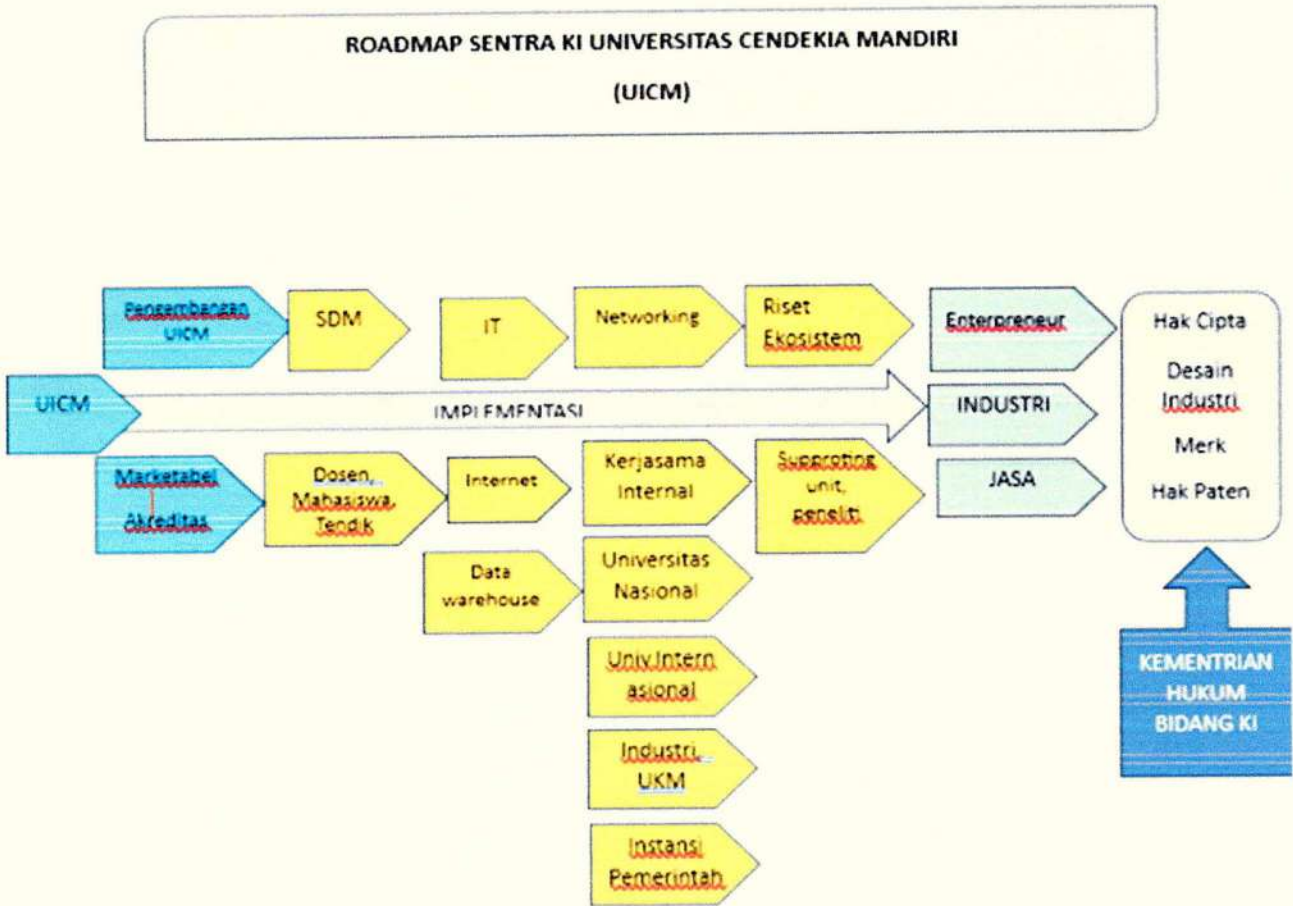 ROADMAP SENTRA KI UNIVERSITAS CENDEKIA MANDIRI
(UICM)
Pengembangan
UICM
SDM
IT
Networking
Riset
Ekosistem
Enterpreneur
Hak Cipta
Desain
Industri
Merk
Hak Paten
UICM
IMPLEMENTASI
INDUSTRI
Marketabel
Akreditas
Dosen,
Mahasiswa,
Tendik
Internet
Kerjasama
Internal
Supproting
unit,
peneliti
JASA
Data
warehouse
Universitas
Nasional
Univ.Intern
asional
Industri,
UKM
Instansi
Pemerintah
KEMENTRIAN
HUKUM
BIDANG KI